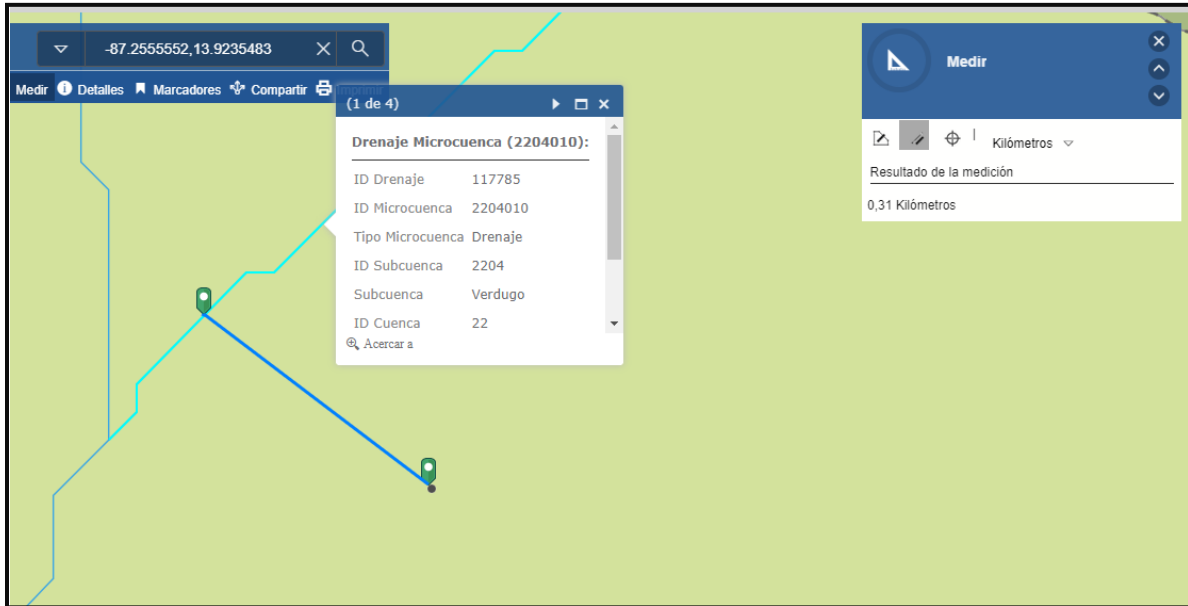 -87.2555552,13.9235483
Medir Detalles Marcadores Compartir Imprimir
(1 de 4)
Drenaje Microcuenca (2204010):
ID Drenaje 117785
ID Microcuenca 2204010
Tipo Microcuenca Drenaje
ID Subcuenca 2204
Subcuenca Verdugo
ID Cuenca 22
Acercar a
Medir
Kilómetros
Resultado de la medición
0,31 Kilómetros